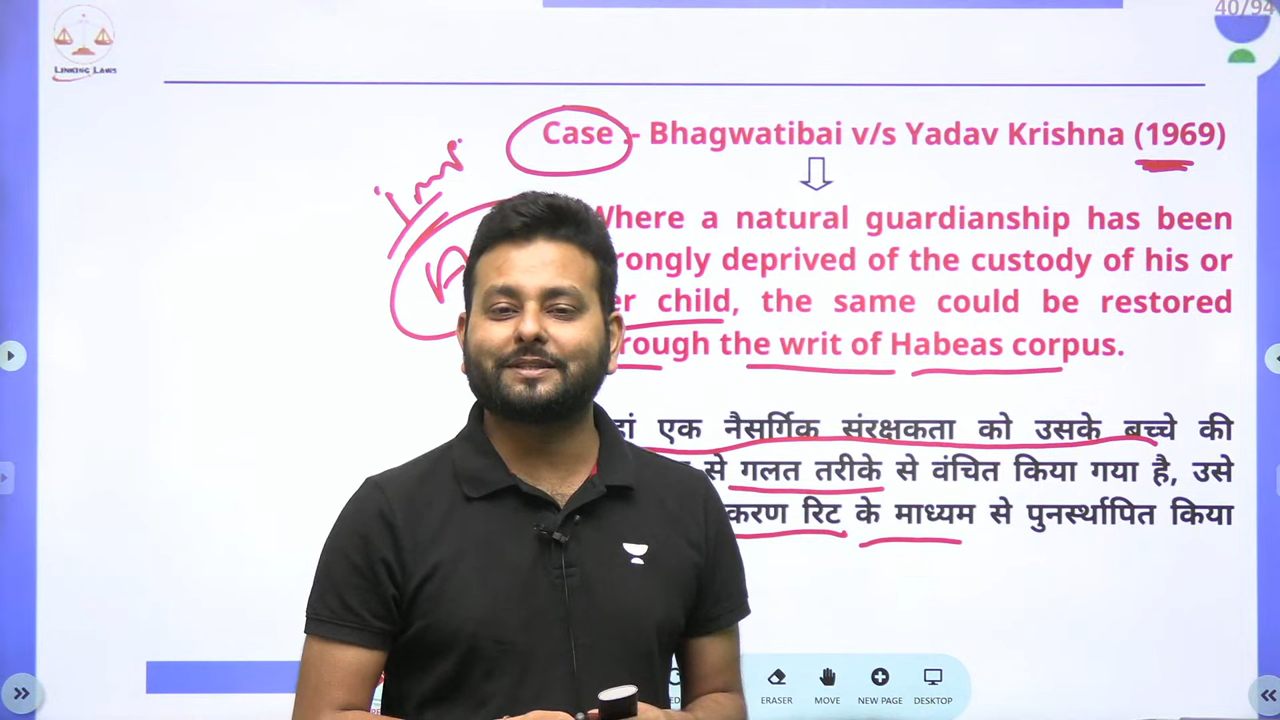 40/94
LINKING LAWS
Case :- Bhagwatibai v/s Yadav Krishna (1969)
Imp.
Where a natural guardianship has been
rongly deprived of the custody of his or
er child, the same could be restored
rough the writ of Habeas corpus.
हां एक नैसर्गिक संरक्षकता को उसके बच्चे की
से गलत तरीके से वंचित किया गया है, उसे
करण रिट के माध्यम से पुनर्स्थापित किया
ERASER MOVE NEW PAGE DESKTOP